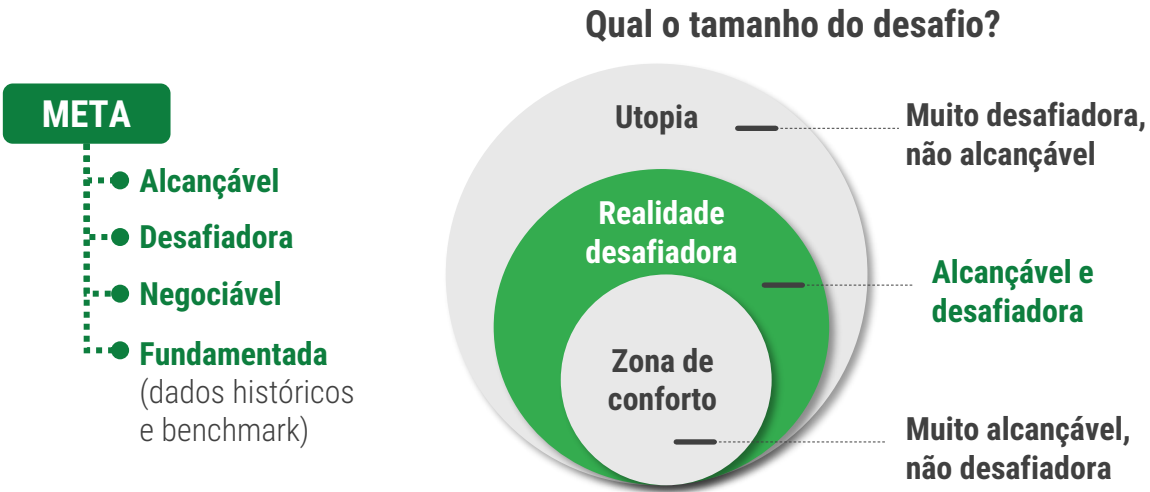 Qual o tamanho do desafio?
META
Alcançável
Desafiadora
Negociável
Fundamentada
(dados históricos
e benchmark)
Utopia
Muito desafiadora,
não alcançável
Realidade
desafiadora
Alcançável e
desafiadora
Zona de
conforto
Muito alcançável,
não desafiadora